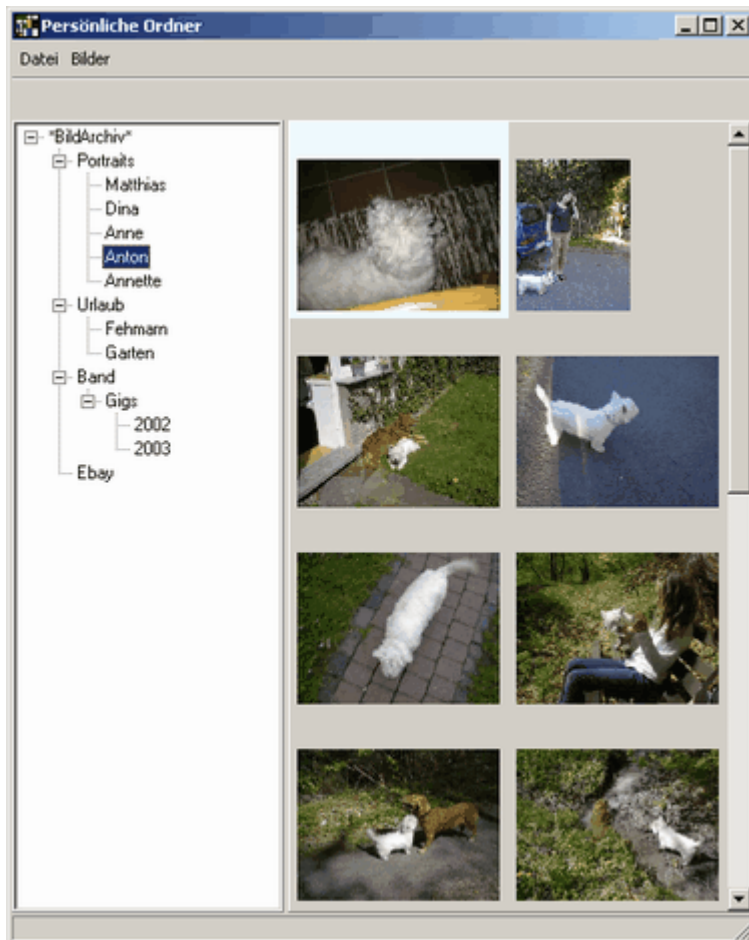 Persönliche Ordner
Datei Bilder
*BildArchiv*
Portraits
Matthias
Dina
Anne
Anton
Annette
Urlaub
Fehmarn
Garten
Band
Gigs
2002
2003
Ebay